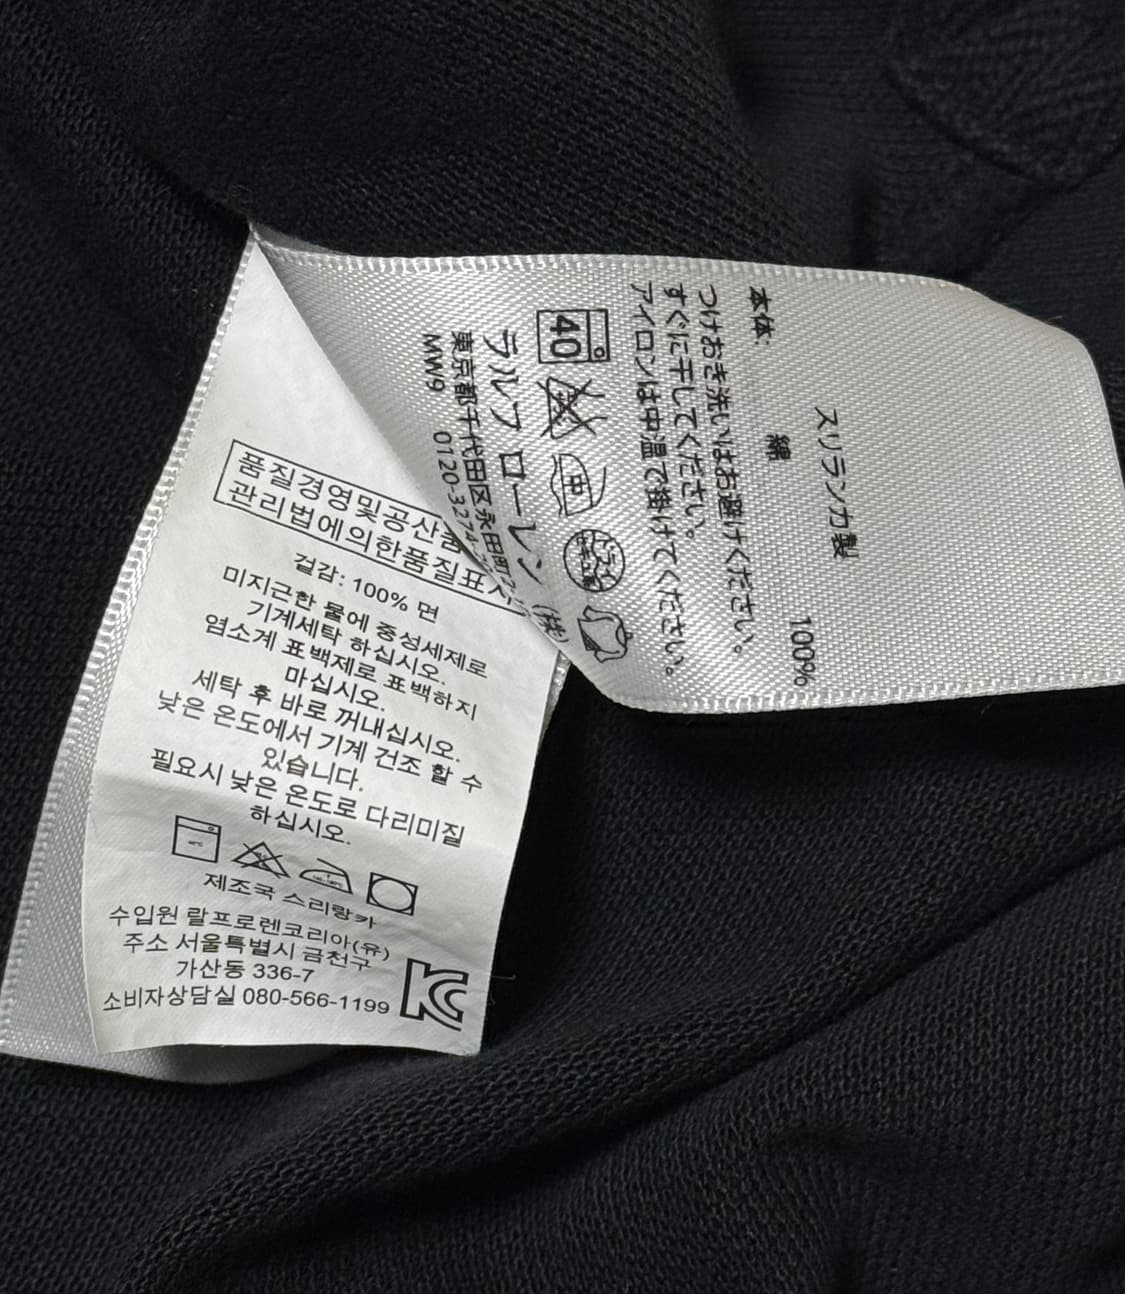 スリランカ製
本体: 綿 100%
つけおき洗いはお避けください。
すぐに干してください。
アイロンは中温で掛けてください。
40
ラルフ ローレン (株)
東京都千代田区永田町
MW9 0120-3274-
품질경영및공산품
관리법에의한품질표시
겉감: 100% 면
미지근한 물에 중성세제로
기계세탁 하십시오.
염소계 표백제로 표백하지
마십시오.
세탁 후 바로 꺼내십시오.
낮은 온도에서 기계 건조 할 수
있습니다.
필요시 낮은 온도로 다리미질
하십시오.
제조국 스리랑카
수입원 랄프로렌코리아(유)
주소 서울특별시 금천구
가산동 336-7
소비자상담실 080-566-1199